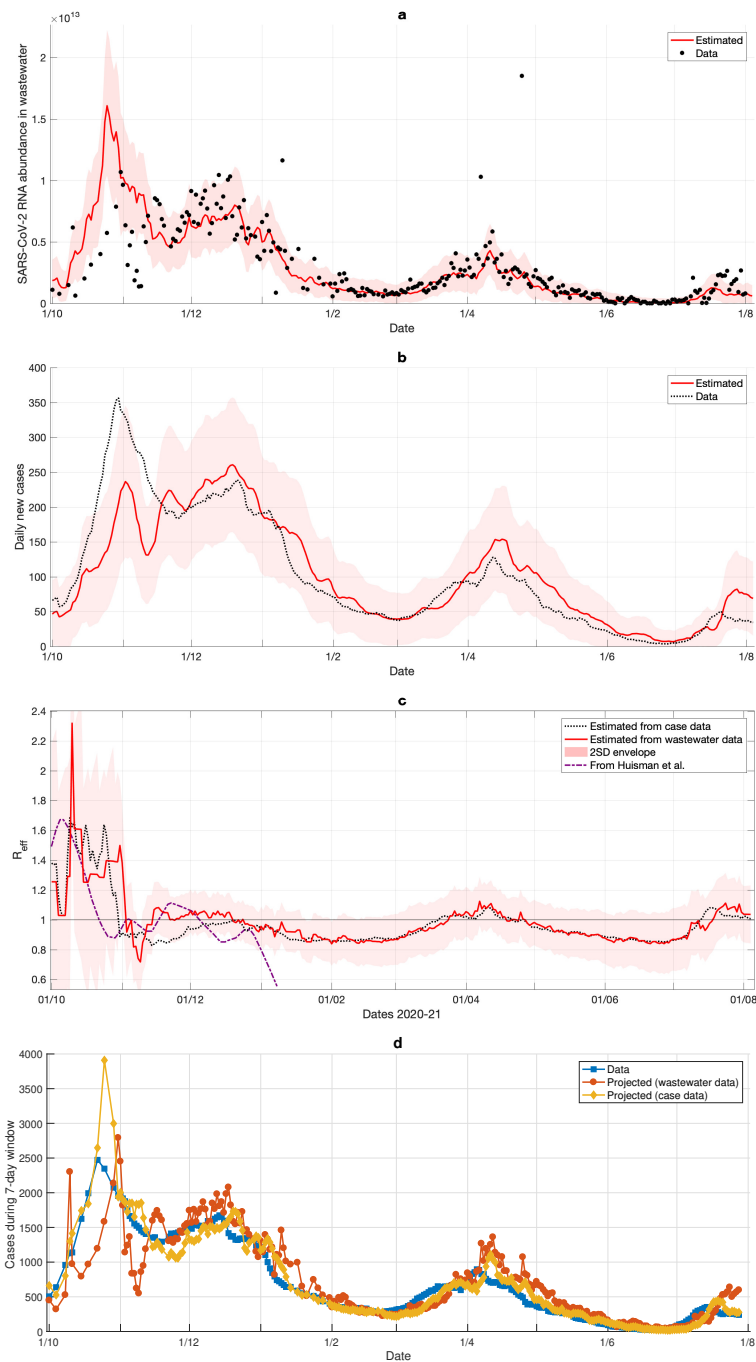 a
×10¹³
SARS-CoV-2 RNA abundance in wastewater
2
1.5
1
0.5
0
Estimated
Data
1/10
1/12
1/2
1/4
1/6
1/8
Date
b
Daily new cases
400
350
300
250
200
150
100
50
0
Estimated
Data
1/10
1/12
1/2
1/4
1/6
1/8
Date
c
R_eff
2.4
2.2
2
1.8
1.6
1.4
1.2
1
0.8
0.6
Estimated from case data
Estimated from wastewater data
2SD envelope
From Huisman et al.
01/10
01/12
01/02
01/04
01/06
01/08
Dates 2020-21
d
Cases during 7-day window
4000
3500
3000
2500
2000
1500
1000
500
0
Data
Projected (wastewater data)
Projected (case data)
1/10
1/12
1/2
1/4
1/6
1/8
Date